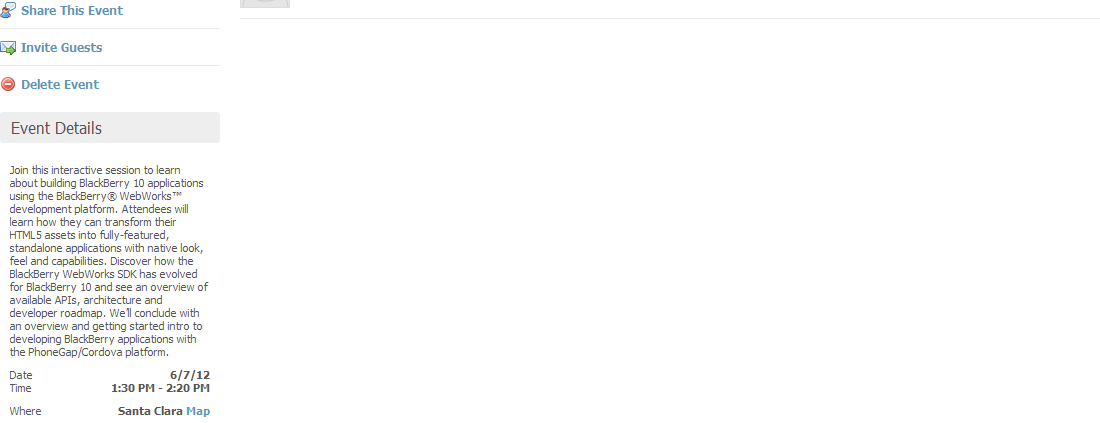 Share This Event
Invite Guests
Delete Event
Event Details
Join this interactive session to learn
about building BlackBerry 10 applications
using the BlackBerry® WebWorks™
development platform. Attendees will
learn how they can transform their
HTML5 assets into fully-featured,
standalone applications with native look,
feel and capabilities. Discover how the
BlackBerry WebWorks SDK has evolved
for BlackBerry 10 and see an overview of
available APIs, architecture and
developer roadmap. We'll conclude with
an overview and getting started intro to
developing BlackBerry applications with
the PhoneGap/Cordova platform.
Date 6/7/12
Time 1:30 PM - 2:20 PM
Where Santa Clara Map